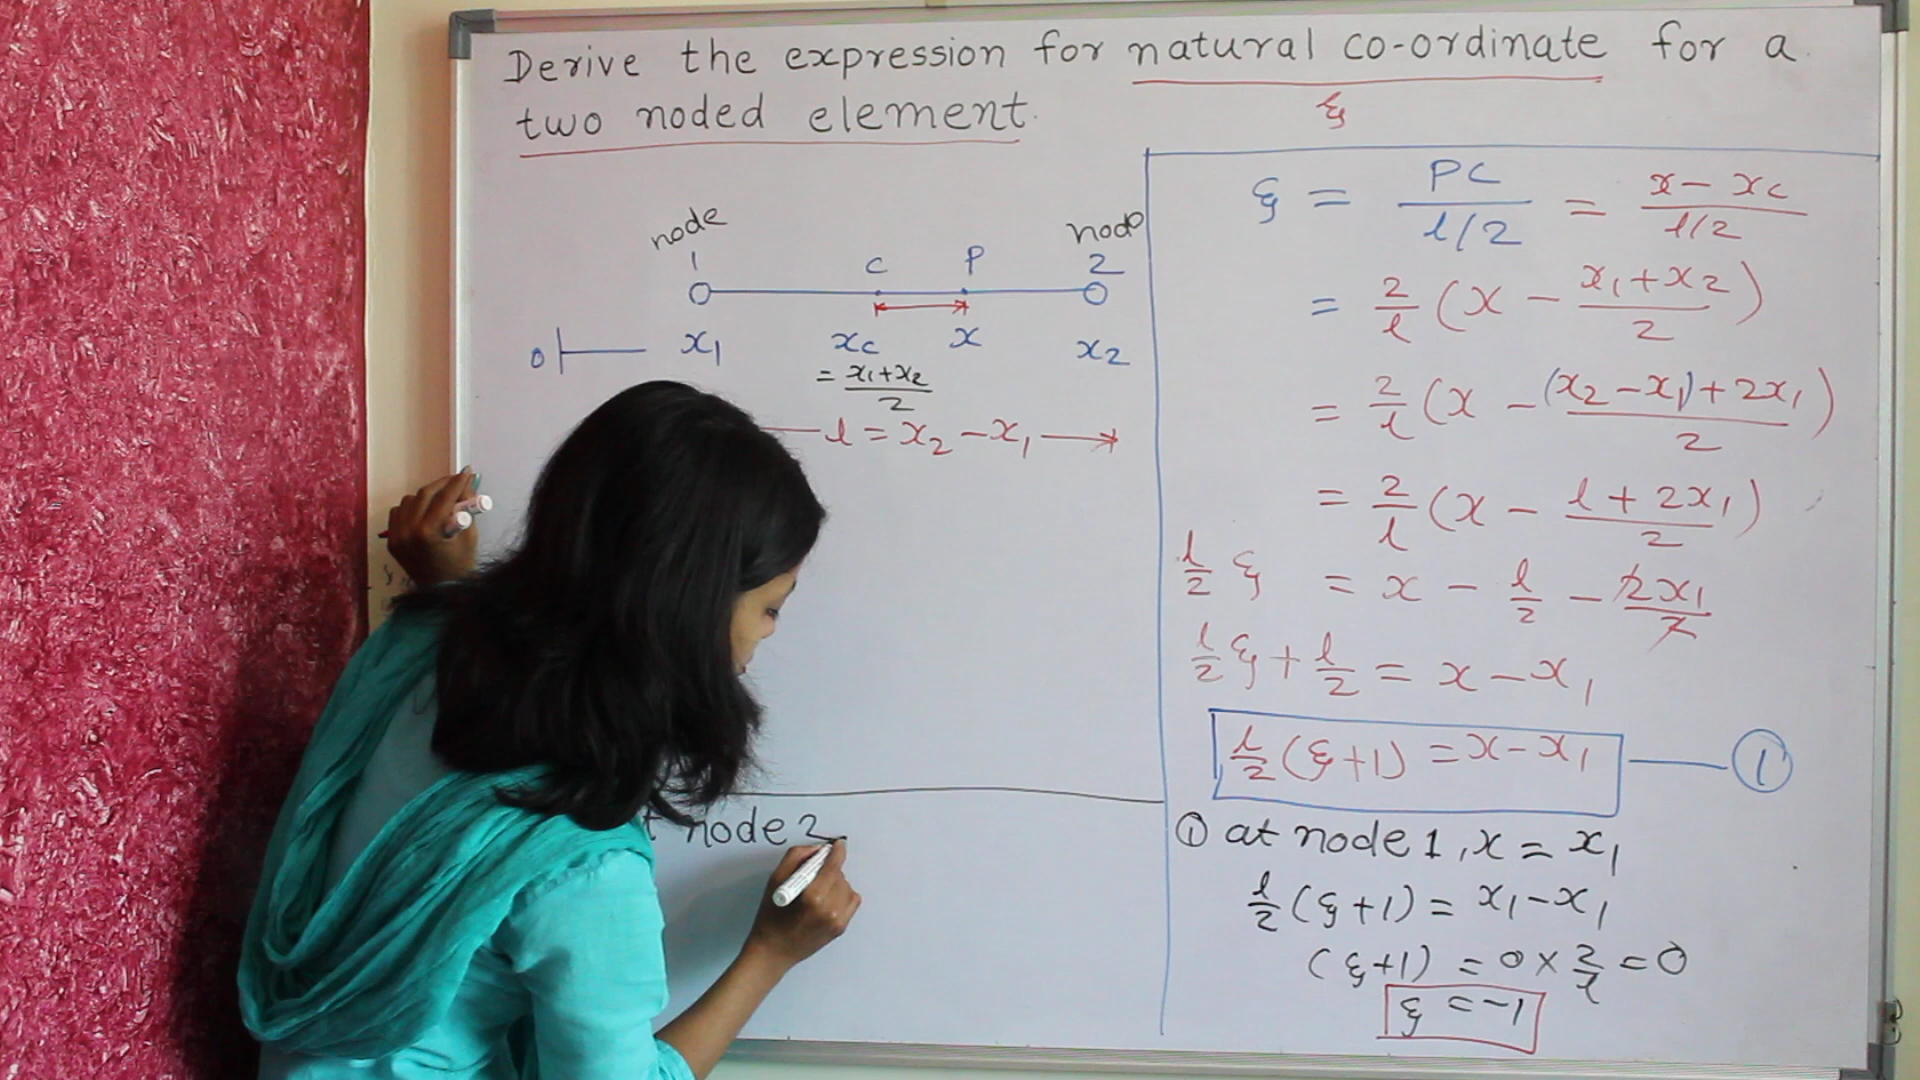 Derive the expression for natural co-ordinate for a
two noded element.
ξ
node
node
1 C P 2
0 x₁ xc x x₂
= x₁+x₂/2
l = x₂-x₁
ξ = PC/l/2 = x-xc/l/2
= 2/l (x - x₁+x₂/2)
= 2/l (x - (x₂-x₁)+2x₁/2)
= 2/l (x - l+2x₁/2)
l/2 ξ = x - l/2 - 2x₁/2
l/2 ξ + l/2 = x-x₁
l/2 (ξ+1) = x-x₁ — ①
① at node 1, x = x₁
l/2 (ξ+1) = x₁-x₁
(ξ+1) = 0 × 2/l = 0
ξ = -1
node 2